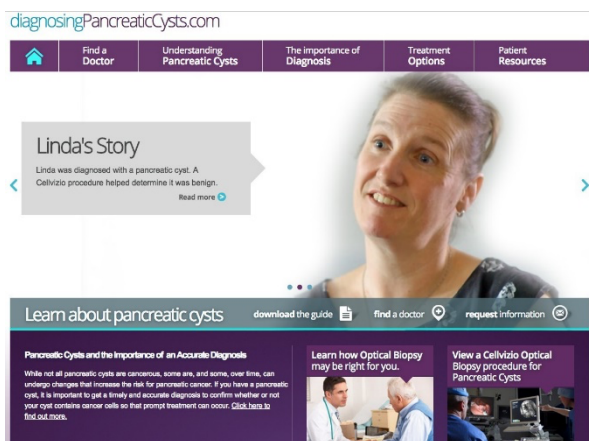 diagnosingPancreaticCysts.com
Find a
Doctor
Understanding
Pancreatic Cysts
The importance of
Diagnosis
Treatment
Options
Patient
Resources
Linda's Story
Linda was diagnosed with a pancreatic cyst. A
Cellvizio procedure helped determine it was benign.
Read more
Learn about pancreatic cysts
download the guide
find a doctor
request information
Pancreatic Cysts and the Importance of an Accurate Diagnosis
While not all pancreatic cysts are cancerous, some are, and some, over time, can
undergo changes that increase the risk for pancreatic cancer. If you have a pancreatic
cyst, it is important to get a timely and accurate diagnosis to confirm whether or not
your cyst contains cancer cells so that prompt treatment can occur. Click here to
find out more.
Learn how Optical Biopsy
may be right for you.
View a Cellvizio Optical
Biopsy procedure for
Pancreatic Cysts